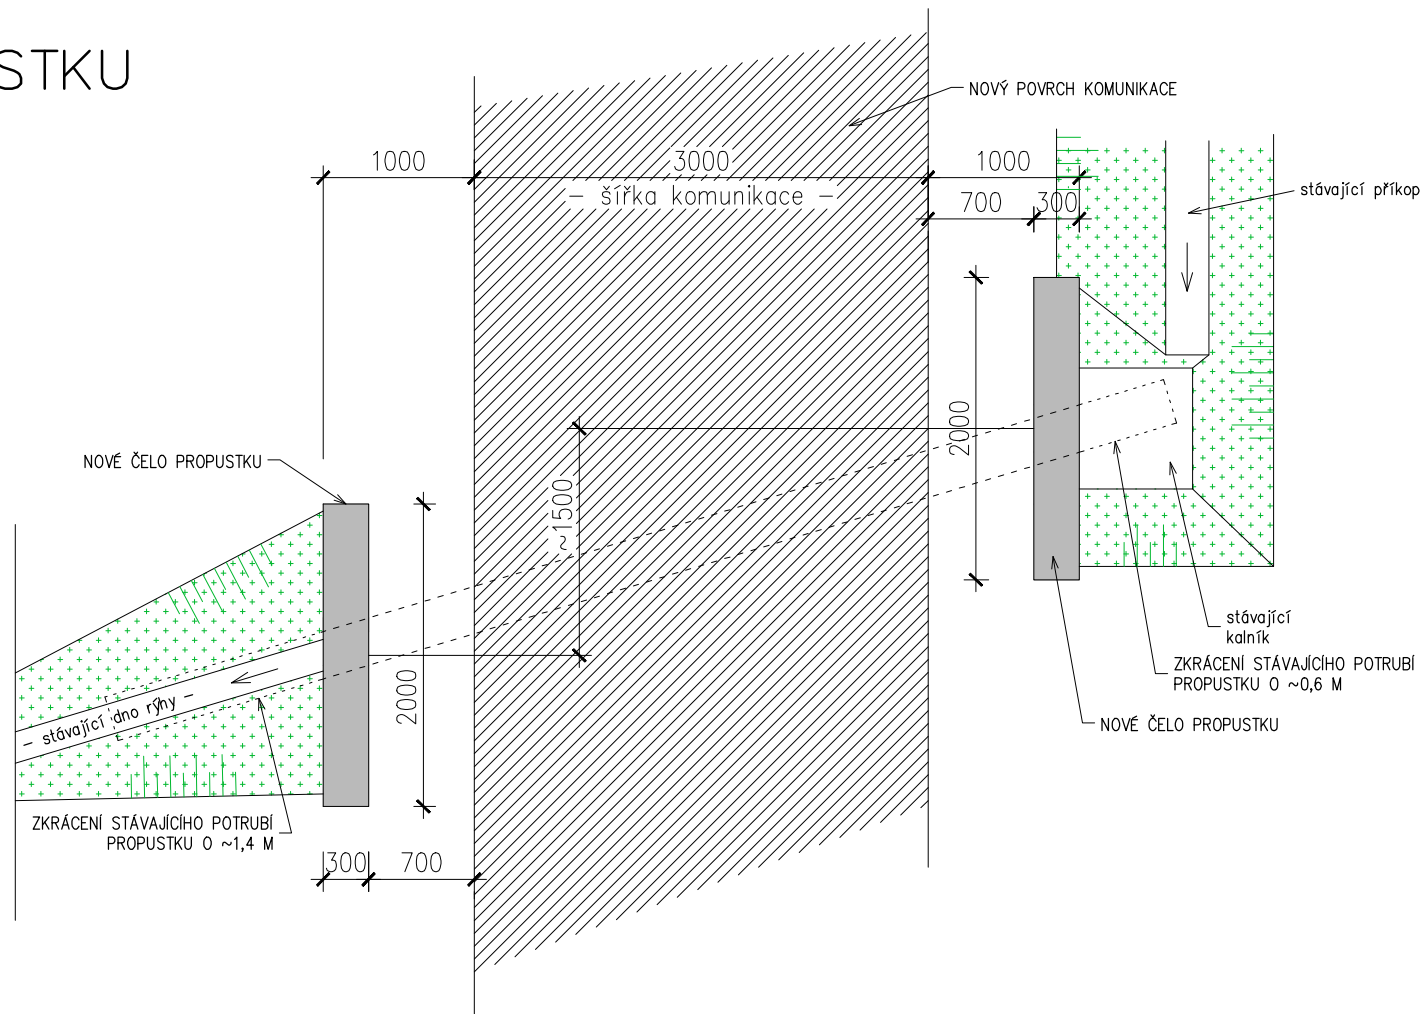 STKU
NOVÝ POVRCH KOMUNIKACE
1000
3000
1000
- šířka komunikace -
stávající příkop
700
300
2000
NOVÉ ČELO PROPUSTKU
~1500
2000
- stávající dno rýhy -
stávající
kalník
ZKRÁCENÍ STÁVAJÍCÍHO POTRUBÍ
PROPUSTKU O ~0,6 M
NOVÉ ČELO PROPUSTKU
ZKRÁCENÍ STÁVAJÍCÍHO POTRUBÍ
PROPUSTKU O ~1,4 M
300
700